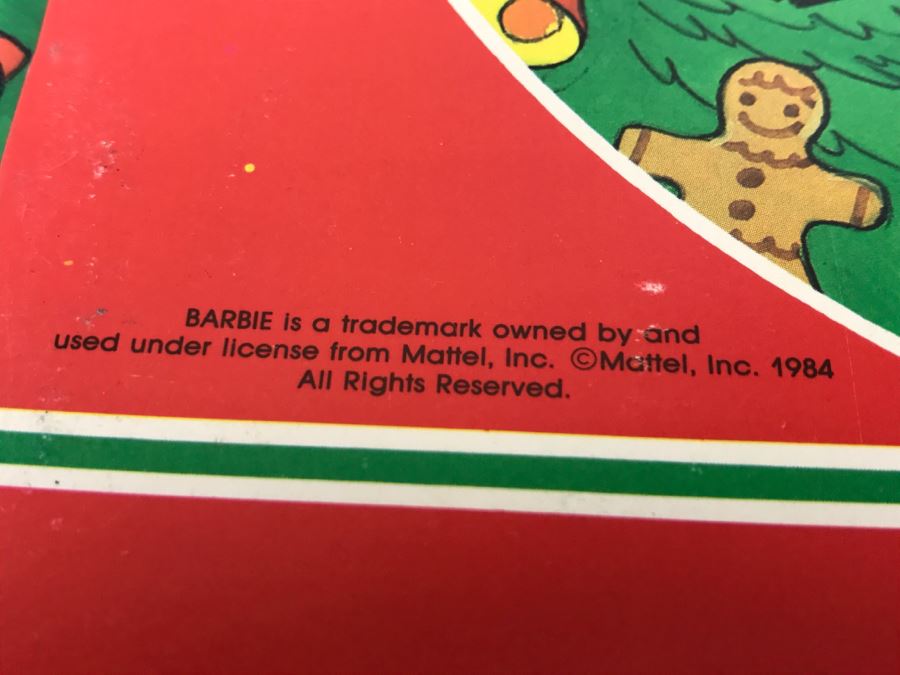 BARBIE is a trademark owned by and
used under license from Mattel, Inc. ©Mattel, Inc. 1984
All Rights Reserved.